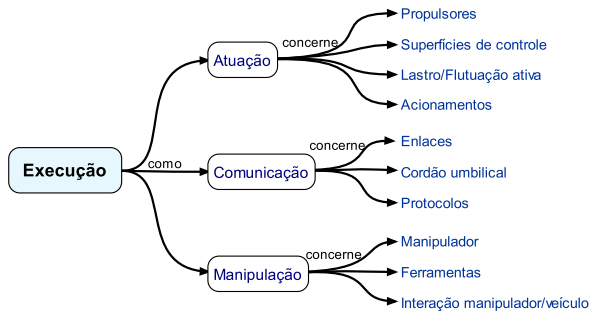 Execução
como
Atuação
concerne
Propulsores
Superfícies de controle
Lastro/Flutuação ativa
Acionamentos
Comunicação
concerne
Enlaces
Cordão umbilical
Protocolos
Manipulação
concerne
Manipulador
Ferramentas
Interação manipulador/veículo